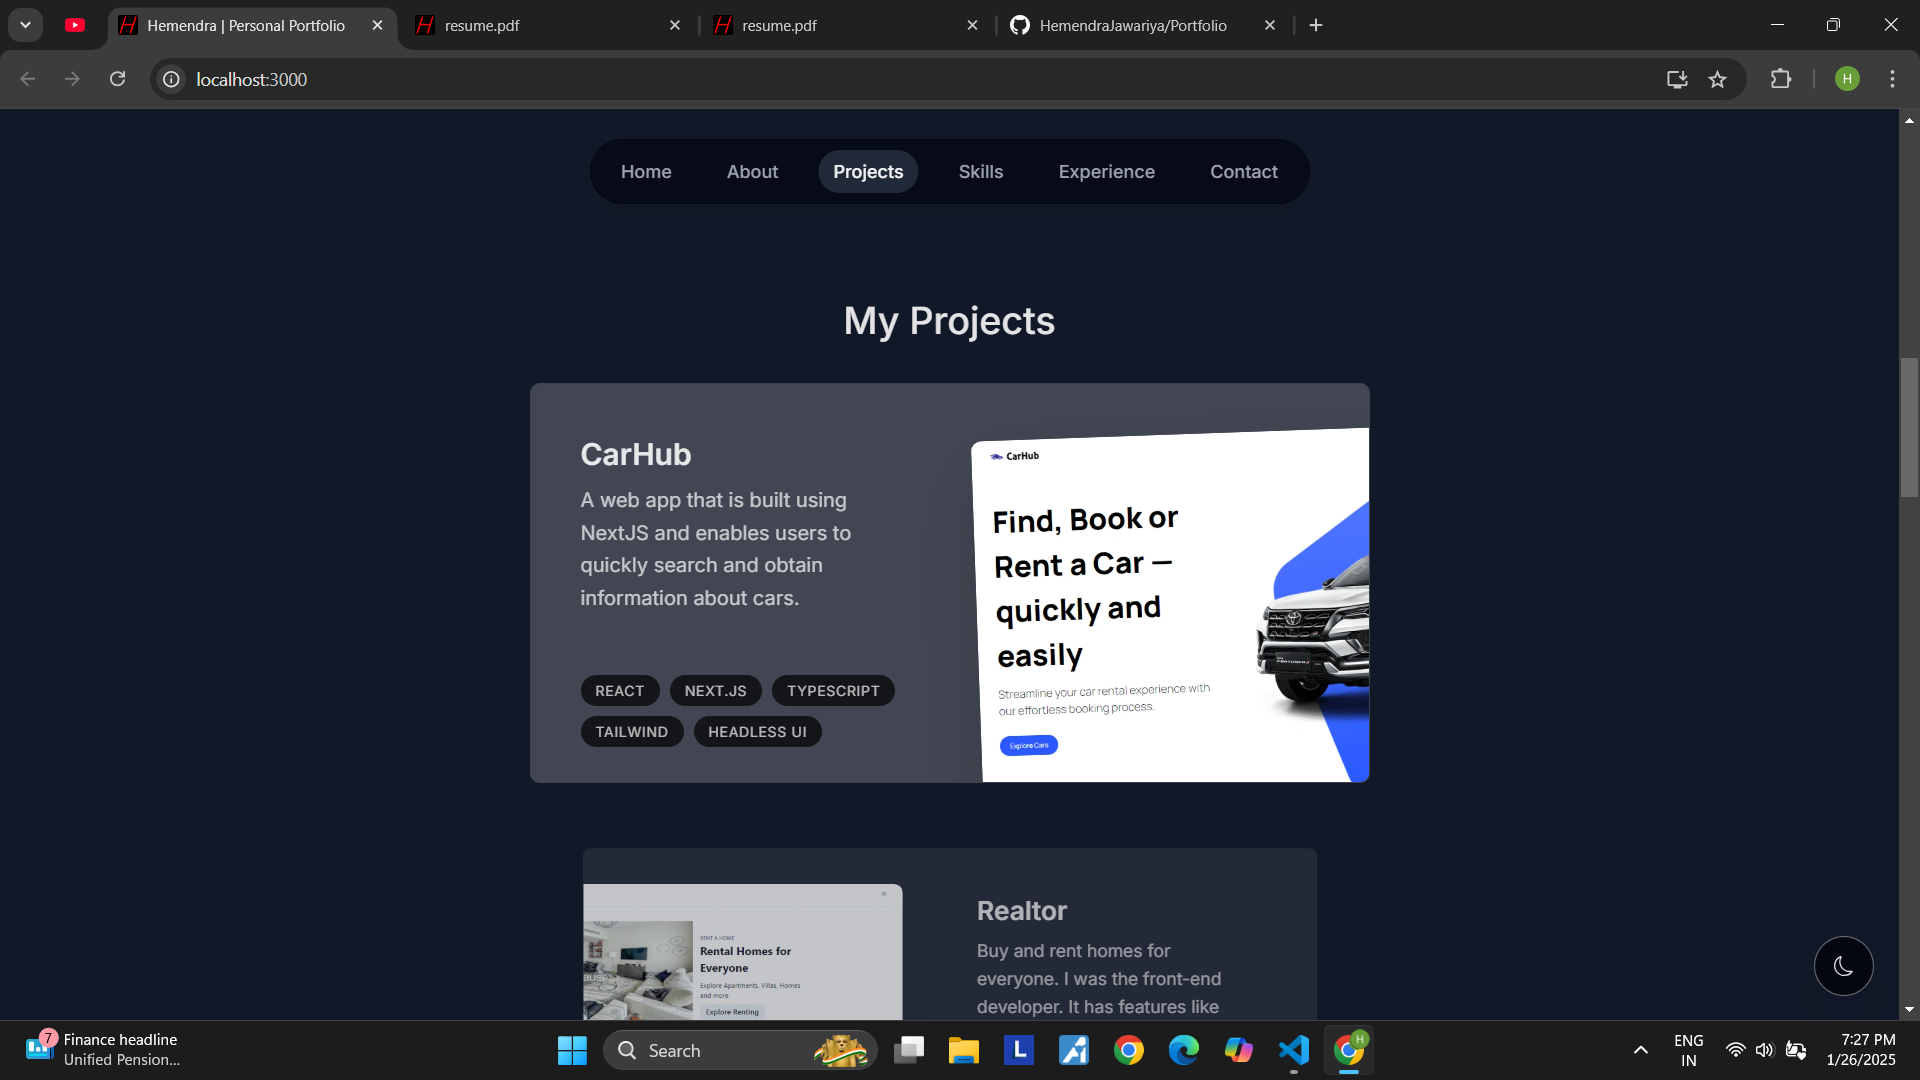 Hemendra | Personal Portfolio
resume.pdf
resume.pdf
HemendraJawariya/Portfolio
localhost:3000
H
Home
About
Projects
Skills
Experience
Contact
My Projects
CarHub
A web app that is built using
NextJS and enables users to
quickly search and obtain
information about cars.
REACT
NEXT.JS
TYPESCRIPT
TAILWIND
HEADLESS UI
CarHub
Find, Book or
Rent a Car —
quickly and
easily
Streamline your car rental experience with
our effortless booking process.
Explore Cars
RENT A HOME
Rental Homes for
Everyone
Explore Apartments, Villas, Homes
and more
Explore Renting
Realtor
Buy and rent homes for
everyone. I was the front-end
developer. It has features like
7
Finance headline
Unified Pension...
Search
L
H
ENG
IN
7:27 PM
1/26/2025